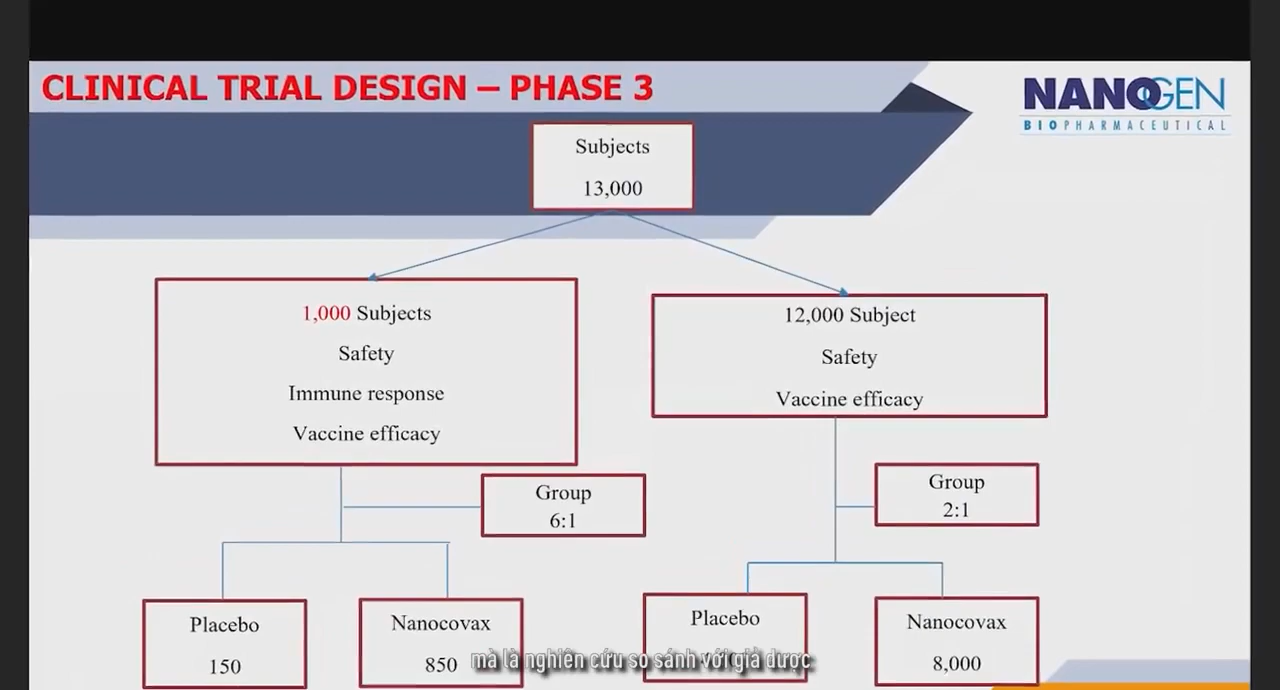 CLINICAL TRIAL DESIGN – PHASE 3
NANOGEN
BIOPHARMACEUTICAL
Subjects
13,000
1,000 Subjects
Safety
Immune response
Vaccine efficacy
12,000 Subject
Safety
Vaccine efficacy
Group
6:1
Group
2:1
Placebo
150
Nanocovax
850
Placebo
Nanocovax
8,000
mà là nghiên cứu so sánh với giả dược